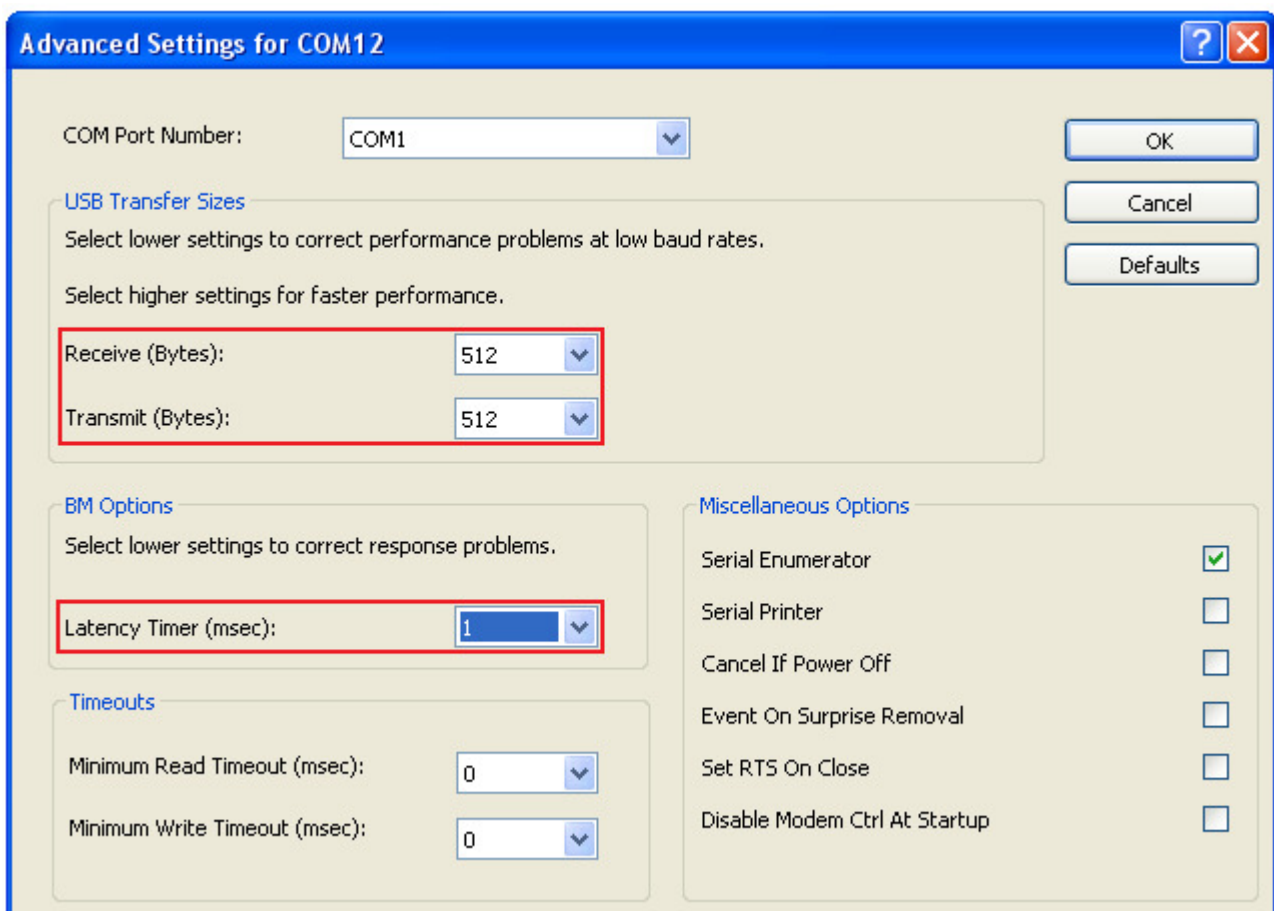 Advanced Settings for COM12
?
COM Port Number:
COM1
OK
USB Transfer Sizes
Cancel
Select lower settings to correct performance problems at low baud rates.
Defaults
Select higher settings for faster performance.
Receive (Bytes):
512
Transmit (Bytes):
512
BM Options
Select lower settings to correct response problems.
Latency Timer (msec):
1
Timeouts
Minimum Read Timeout (msec):
0
Minimum Write Timeout (msec):
0
Miscellaneous Options
Serial Enumerator
Serial Printer
Cancel If Power Off
Event On Surprise Removal
Set RTS On Close
Disable Modem Ctrl At Startup